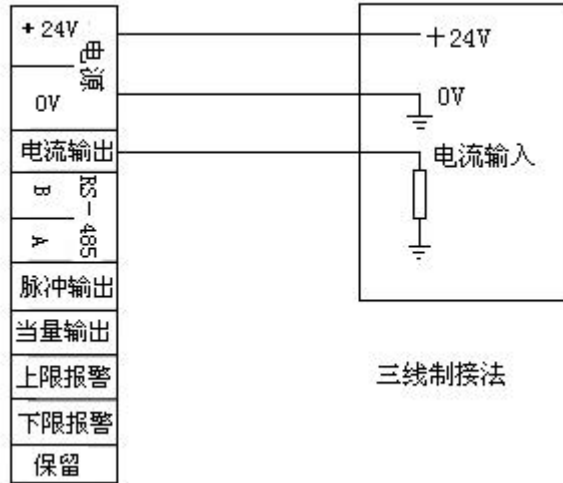 +24V
电源
0V
电流输出
RS-485
B
A
脉冲输出
当量输出
上限报警
下限报警
保留
+24V
0V
电流输入
三线制接法